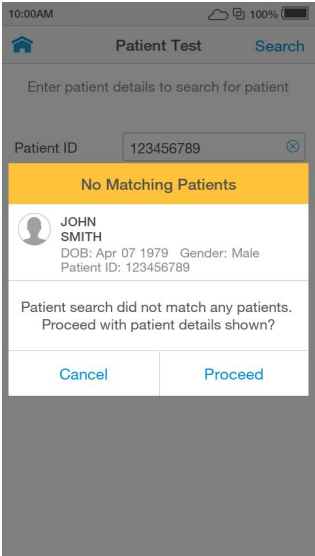 10:00AM 100%
Patient Test Search
Enter patient details to search for patient
Patient ID 123456789
No Matching Patients
JOHN
SMITH
DOB: Apr 07 1979 Gender: Male
Patient ID: 123456789
Patient search did not match any patients.
Proceed with patient details shown?
Cancel Proceed